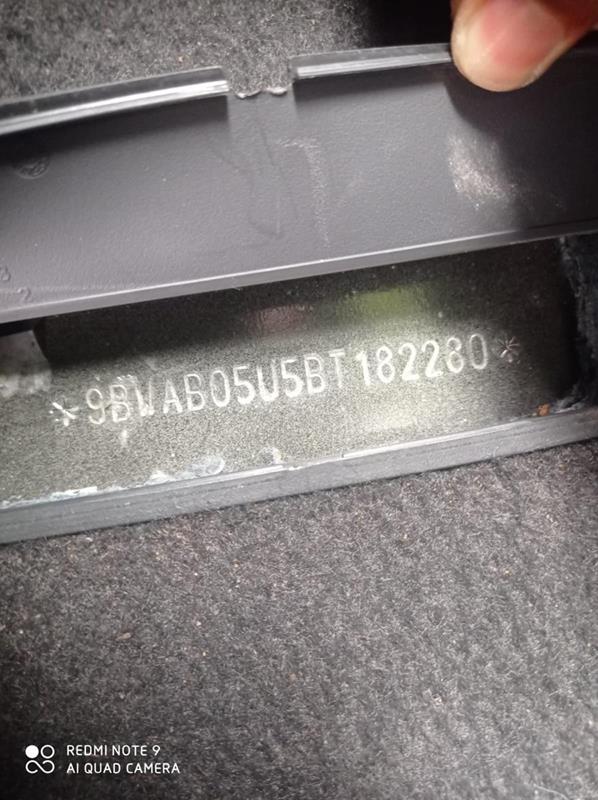 *9BWAB05U5BT182280*
REDMI NOTE 9
AI QUAD CAMERA